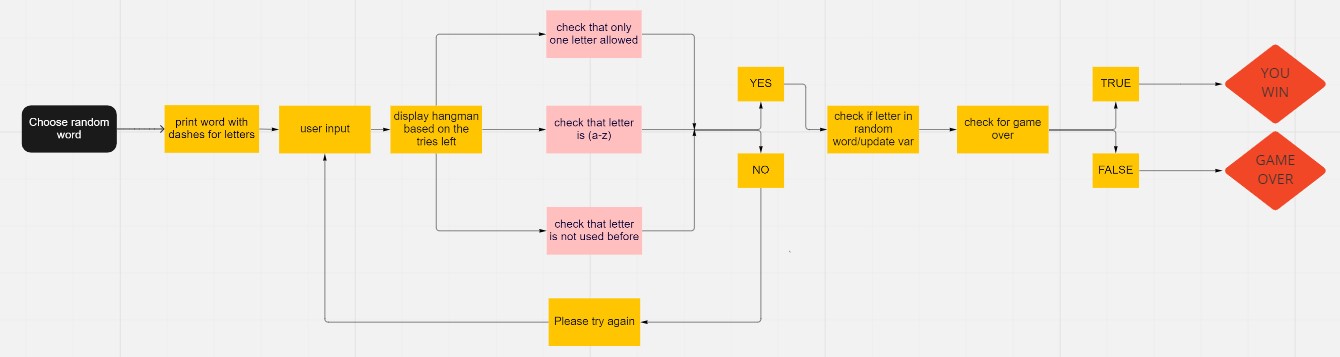 Choose random
word
print word with
dashes for letters
user input
display hangman
based on the
tries left
check that only
one letter allowed
check that letter
is (a-z)
check that letter
is not used before
YES
NO
Please try again
check if letter in
random
word/update var
check for game
over
TRUE
FALSE
YOU
WIN
GAME
OVER